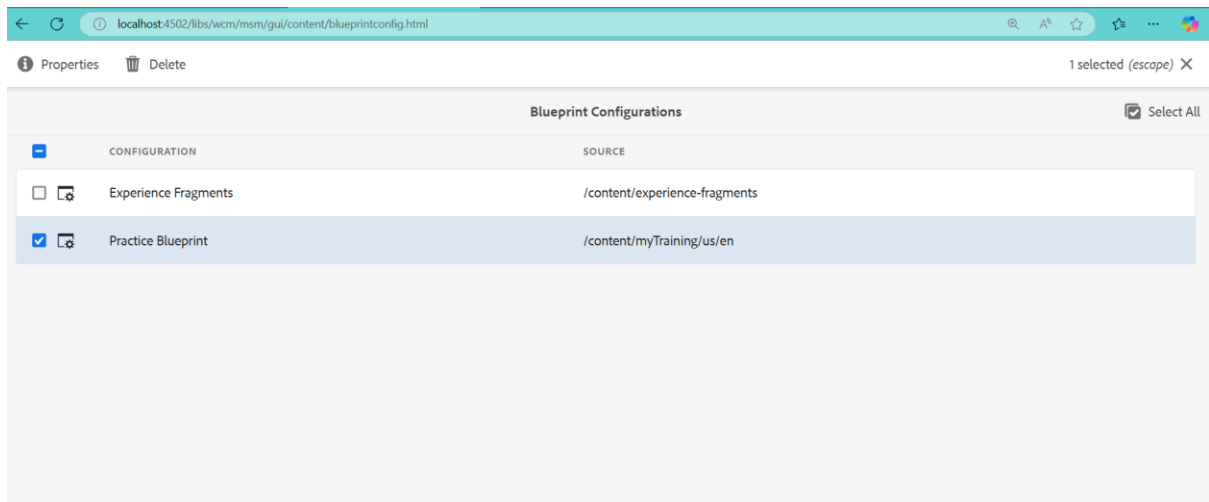 localhost:4502/libs/wcm/msm/gui/content/blueprintconfig.html
Properties Delete 1 selected (escape)
Blueprint Configurations Select All
CONFIGURATION SOURCE
Experience Fragments /content/experience-fragments
Practice Blueprint /content/myTraining/us/en